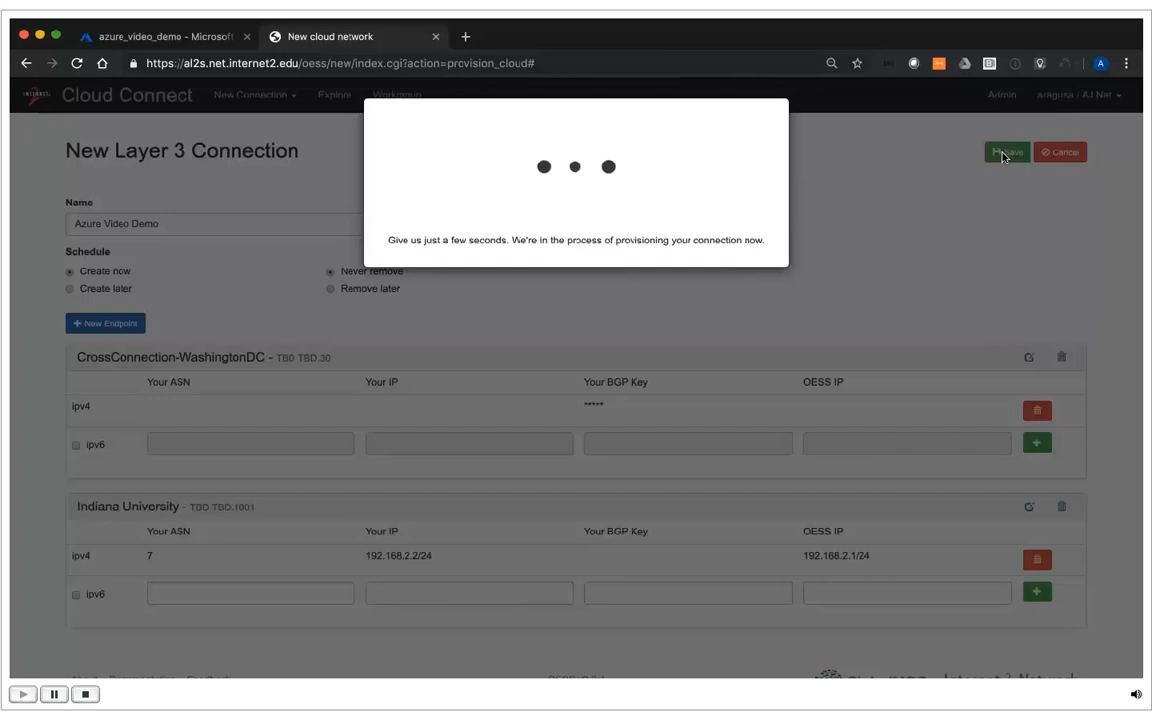 azure_video_demo - Microsoft
New cloud network
https://al2s.net.internet2.edu/oess/new/index.cgi?action=provision_cloud#
Cloud Connect New Connection Explore Workgroup Admin aragusa / AJ Net
New Layer 3 Connection
Save Cancel
Give us just a few seconds. We're in the process of provisioning your connection now.
Name
Azure Video Demo
Schedule
Create now Never remove
Create later Remove later
+ New Endpoint
CrossConnection-WashingtonDC - TBD TBD.30
Your ASN Your IP Your BGP Key OESS IP
ipv4 *****
ipv6
Indiana University - TBD TBD.1001
Your ASN Your IP Your BGP Key OESS IP
ipv4 7 192.168.2.2/24 192.168.2.1/24
ipv6